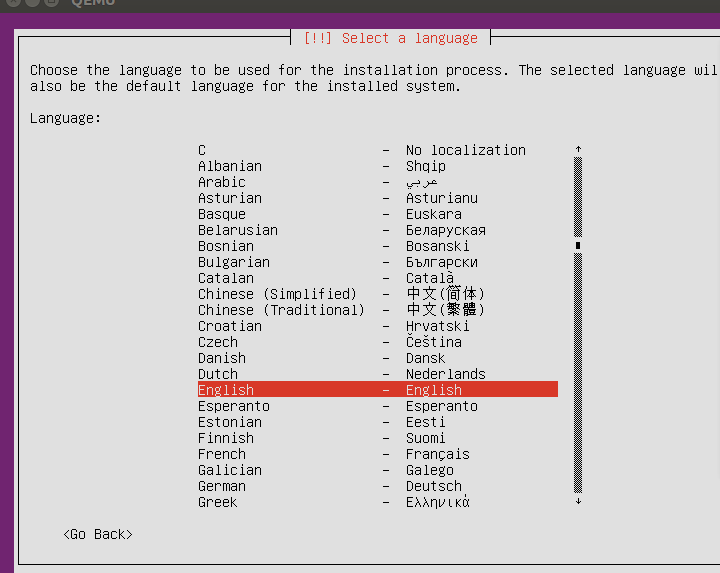 QEMU
[!!] Select a language
Choose the language to be used for the installation process. The selected language wil
also be the default language for the installed system.
Language:
C - No localization
Albanian - Shqip
Arabic - عربي
Asturian - Asturianu
Basque - Euskara
Belarusian - Беларуская
Bosnian - Bosanski
Bulgarian - Български
Catalan - Català
Chinese (Simplified) - 中文(简体)
Chinese (Traditional) - 中文(繁體)
Croatian - Hrvatski
Czech - Čeština
Danish - Dansk
Dutch - Nederlands
English - English
Esperanto - Esperanto
Estonian - Eesti
Finnish - Suomi
French - Français
Galician - Galego
German - Deutsch
Greek - Ελληνικά
<Go Back>